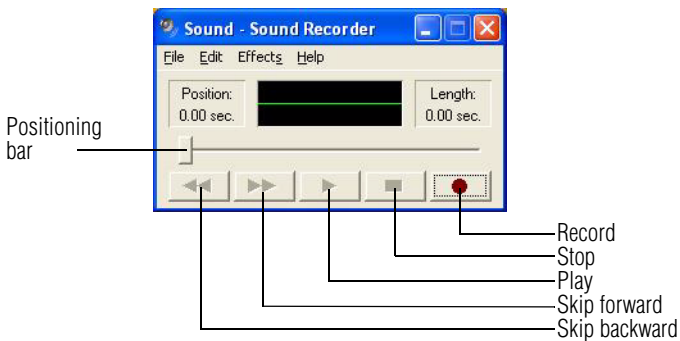 Sound - Sound Recorder
File Edit Effects Help
Position:
0.00 sec.
Length:
0.00 sec.
Positioning
bar
Record
Stop
Play
Skip forward
Skip backward